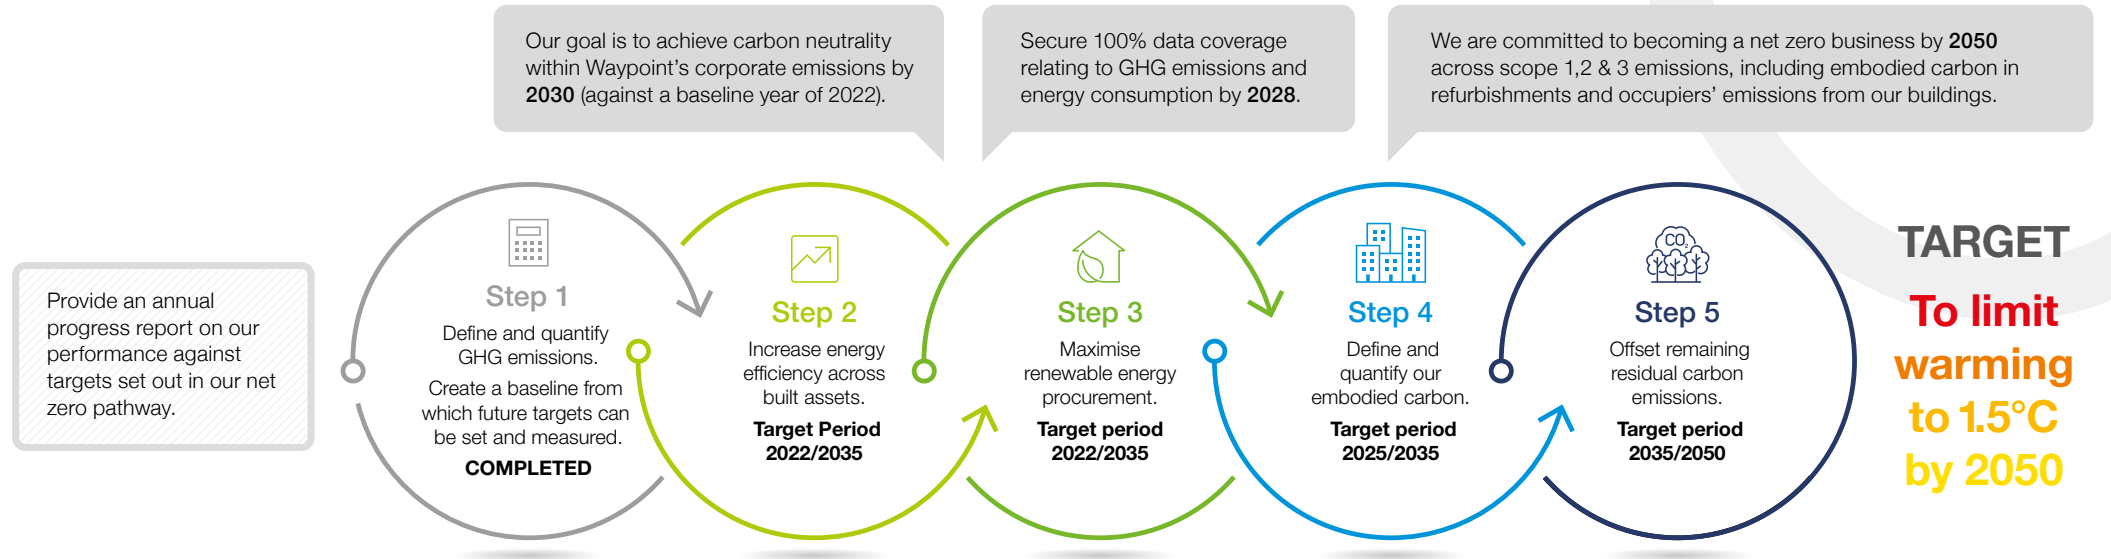 Our goal is to achieve carbon neutrality
within Waypoint's corporate emissions by
2030 (against a baseline year of 2022).
Secure 100% data coverage
relating to GHG emissions and
energy consumption by 2028.
We are committed to becoming a net zero business by 2050
across scope 1,2 & 3 emissions, including embodied carbon in
refurbishments and occupiers' emissions from our buildings.
Provide an annual
progress report on our
performance against
targets set out in our net
zero pathway.
Step 1
Define and quantify
GHG emissions.
Create a baseline from
which future targets can
be set and measured.
COMPLETED
Step 2
Increase energy
efficiency across
built assets.
Target Period
2022/2035
Step 3
Maximise
renewable energy
procurement.
Target period
2022/2035
Step 4
Define and
quantify our
embodied carbon.
Target period
2025/2035
CO2
Step 5
Offset remaining
residual carbon
emissions.
Target period
2035/2050
TARGET
To limit
warming
to 1.5°C
by 2050